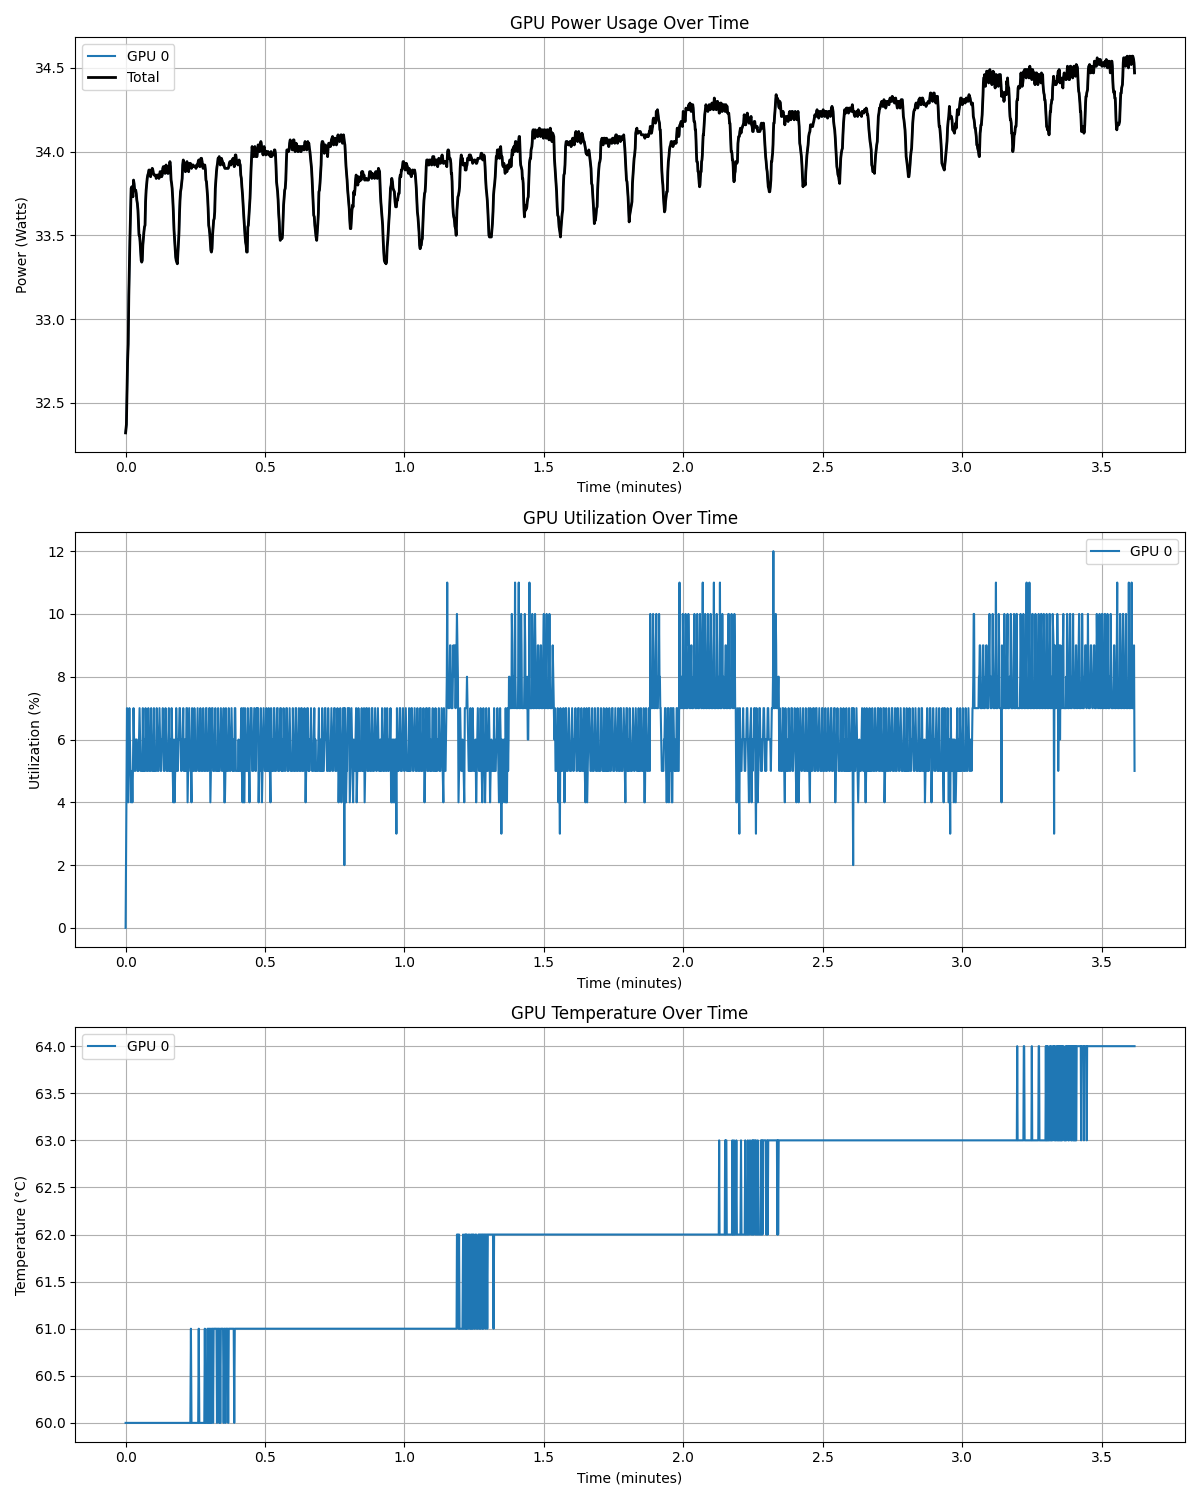 GPU Power Usage Over Time
GPU 0
Total
Power (Watts)
34.5
34.0
33.5
33.0
32.5
0.0 0.5 1.0 1.5 2.0 2.5 3.0 3.5
Time (minutes)
GPU Utilization Over Time
GPU 0
Utilization (%)
12
10
8
6
4
2
0
0.0 0.5 1.0 1.5 2.0 2.5 3.0 3.5
Time (minutes)
GPU Temperature Over Time
GPU 0
Temperature (°C)
64.0
63.5
63.0
62.5
62.0
61.5
61.0
60.5
60.0
0.0 0.5 1.0 1.5 2.0 2.5 3.0 3.5
Time (minutes)